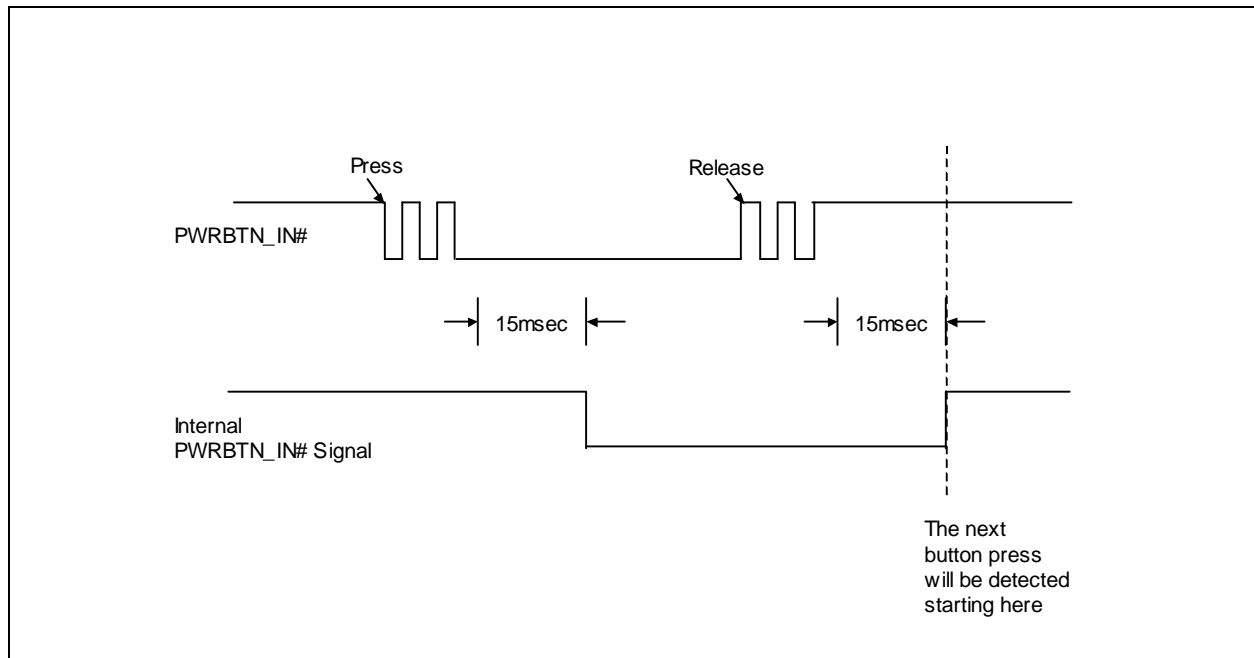 Press
Release
PWRBTN_IN#
15msec
15msec
Internal
PWRBTN_IN# Signal
The next
button press
will be detected
starting here